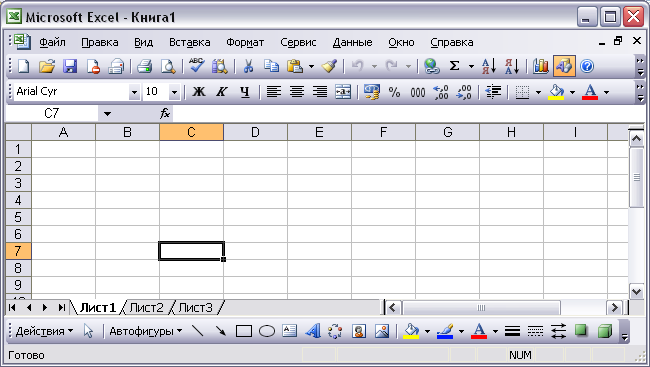 Microsoft Excel - Книга1
Файл Правка Вид Вставка Формат Сервис Данные Окно Справка
Arial Cyr 10 Ж К Ч % 000
C7 fx
A B C D E F G H I
1
2
3
4
5
6
7
8
9
Лист1 Лист2 Лист3
Действия Автофигуры
Готово NUM